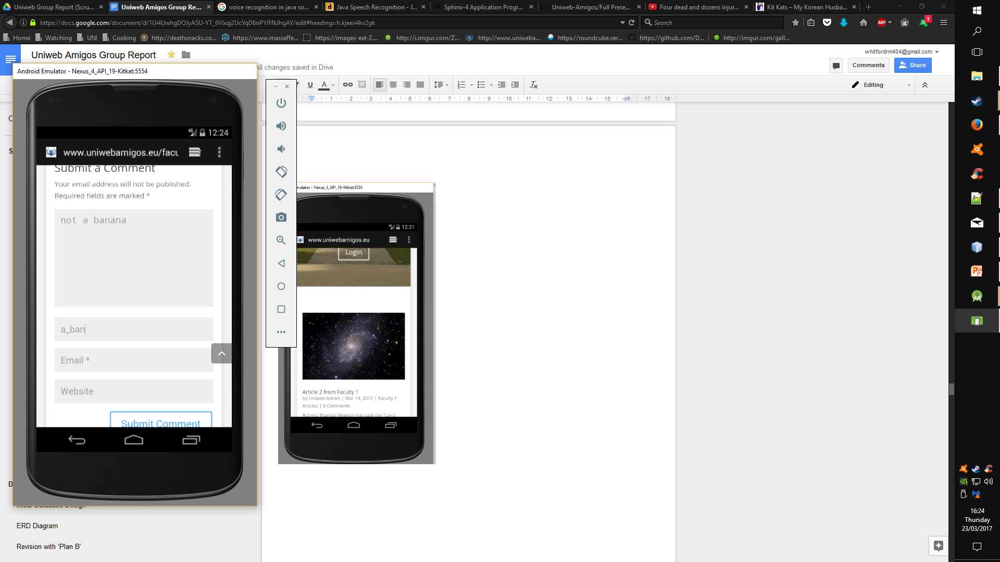 Uniweb Group Report (Scru...
Uniweb Amigos Group Re...
voice recognition in java so...
Java Speech Recognition - J...
Sphinx-4 Application Progr...
Uniweb-Amigos/Full Prese...
Four dead and dozens injur...
Kit Kats – My Korean Husba...
https://docs.google.com/document/d/1Ui4UwhgDOJyA5U-YT_6Vlxqj2UcVqD6nPYlFfkJhgAY/edit#heading=h.kjeeii4kv2gk
Search
ABP
1
Home
Watching
UNI
Cooking
http://deathsnacks.co...
https://www.masseffe...
https://images-ext-2....
http://i.imgur.com/Z...
http://www.uniweba...
https://roundcube.ser...
https://github.com/D...
http://imgur.com/gall...
Uniweb Amigos Group Report
whitfordrm404@gmail.com
All changes saved in Drive
Comments
Share
Editing
1 2 3 4 5 6 7 8 9 10 11 12 13 14 15 16 17 18
Android Emulator - Nexus_4_API_19-Kitkat:5554
4G 12:24
www.uniwebamigos.eu/facu
Submit a Comment
Your email address will not be published.
Required fields are marked *
not a banana
a_ban
Email *
Website
Submit Comment
mulator - Nexus_4_API_19-Kitkat:5554
4G 12:21
www.uniwebamigos.eu
Login
Article 2 from Faculty 1
by Uniweb Admin | Mar 19, 2017 | Faculty 1
Articles | 0 Comments
Actress Thandie Newton has said she "can't
Initial Database Design
ERD Diagram
Revision with 'Plan B'
16:24
Thursday
23/03/2017